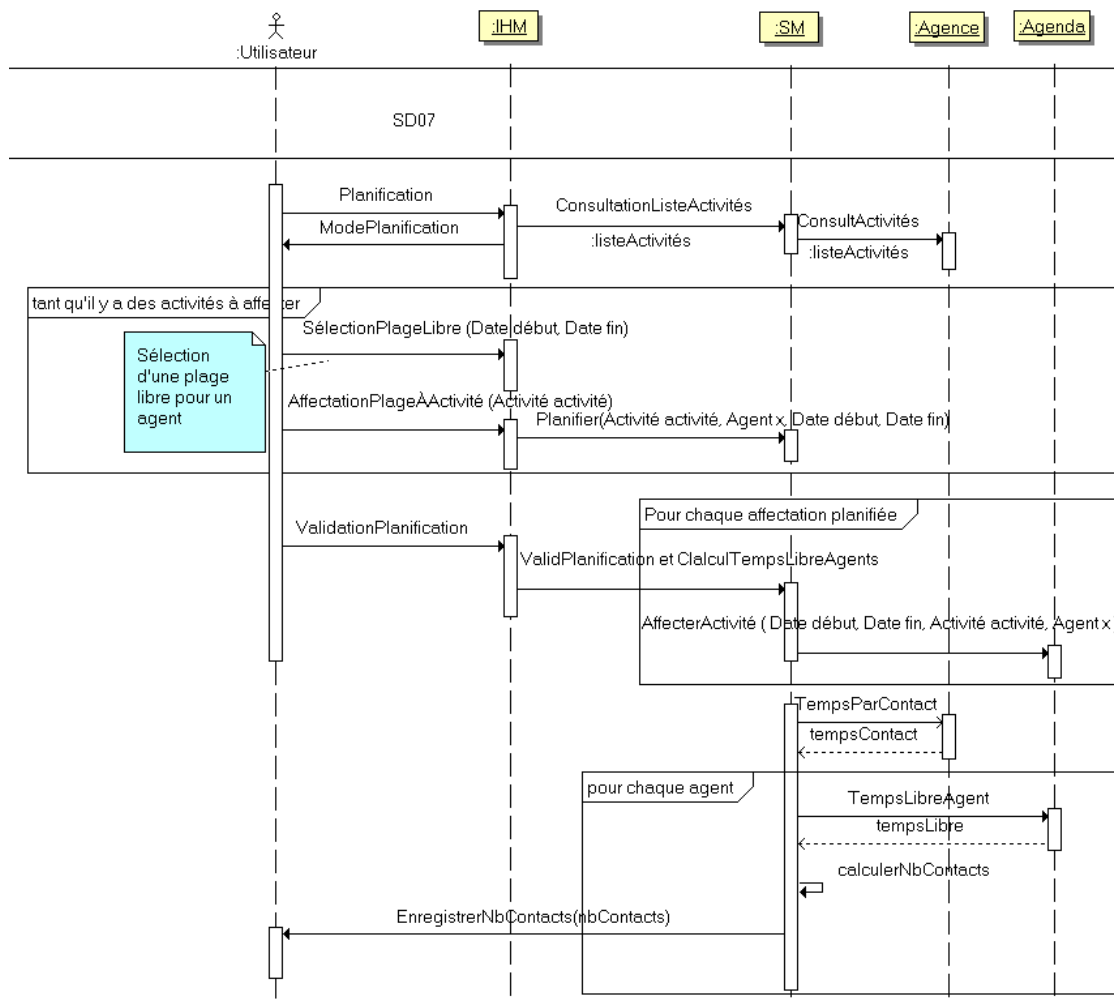 :Utilisateur
:IHM
:SM
:Agence
:Agenda
SD07
Planification
ConsultationListeActivités
ConsultActivités
ModePlanification
:listeActivités
:listeActivités
tant qu'il y a des activités à affecter
SélectionPlageLibre (Date début, Date fin)
Sélection
d'une plage
libre pour un
agent
AffectationPlageÀActivité (Activité activité)
Planifier(Activité activité, Agent x, Date début, Date fin)
Pour chaque affectation planifiée
ValidationPlanification
ValidPlanification et ClalculTempsLibreAgents
AffecterActivité ( Date début, Date fin, Activité activité, Agent x
TempsParContact
tempsContact
pour chaque agent
TempsLibreAgent
tempsLibre
calculerNbContacts
EnregistrerNbContacts(nbContacts)